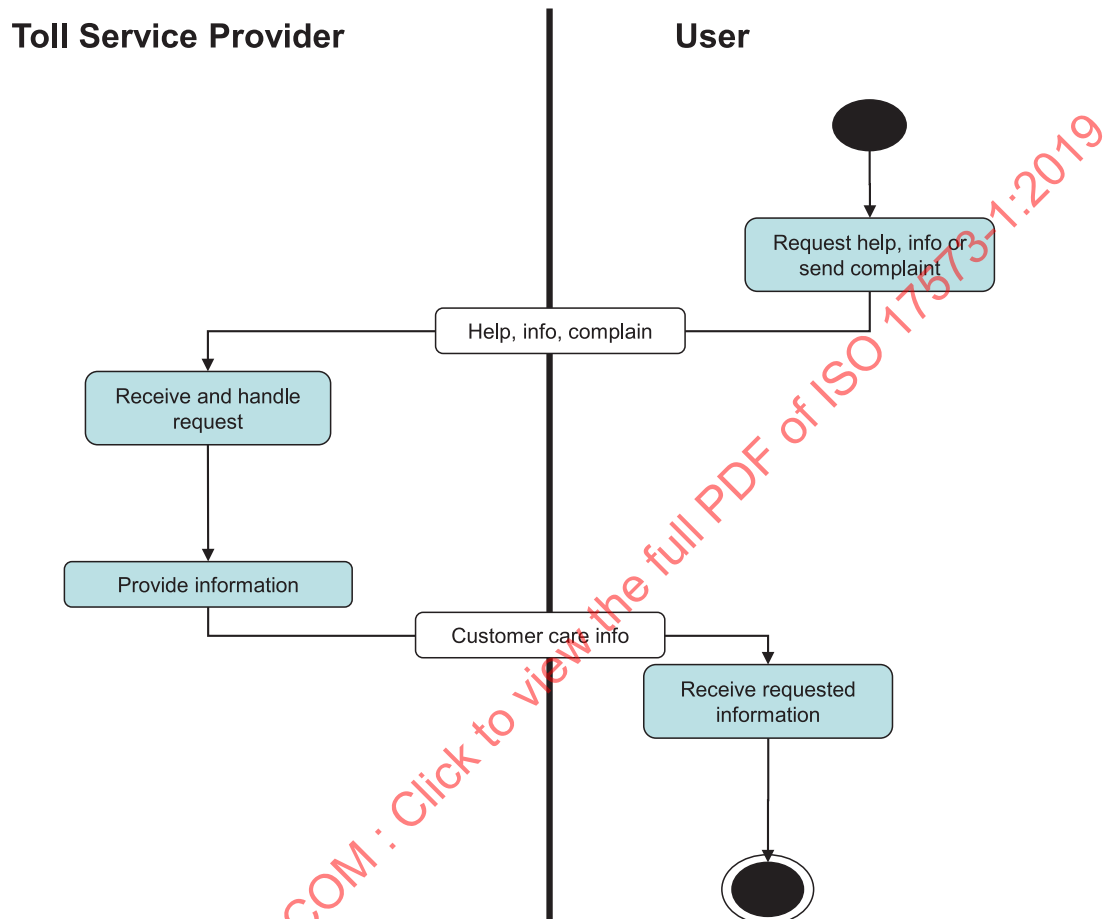 Toll Service Provider
User
Request help, info or
send complaint
Help, info, complain
Receive and handle
request
Provide information
Customer care info
Receive requested
information
COM : Click to view the full PDF of ISO 17573-1:2019